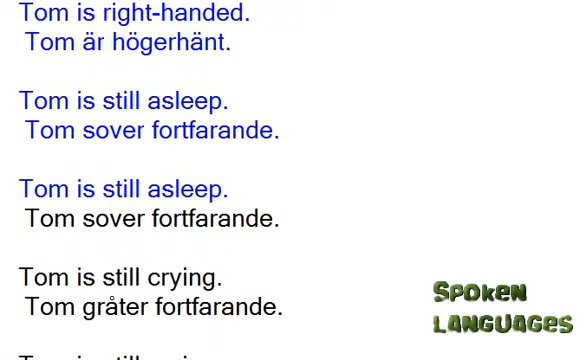 Tom is right-handed.
Tom är högerhänt.
Tom is still asleep.
Tom sover fortfarande.
Tom is still asleep.
Tom sover fortfarande.
Tom is still crying.
Tom gråter fortfarande.
Spoken
Languages